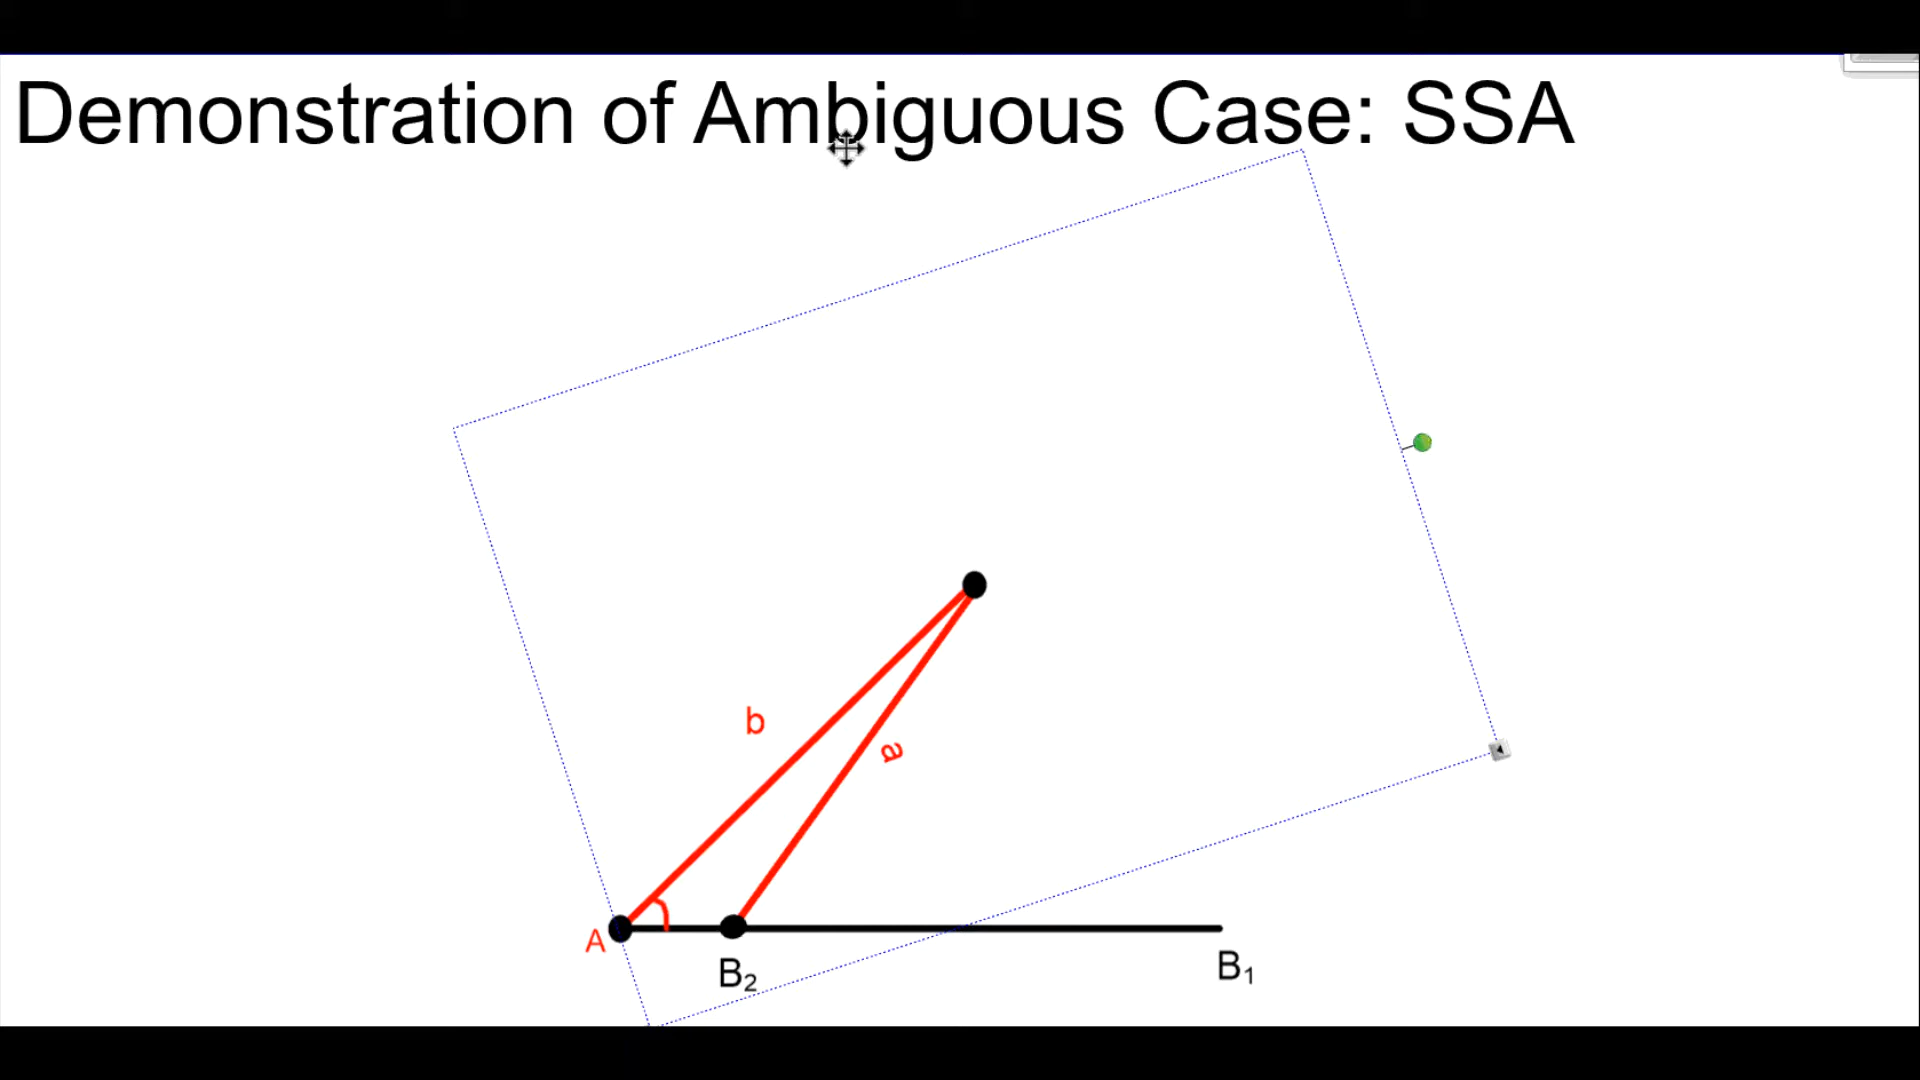 Demonstration of Ambiguous Case: SSA
b
a
A
B₂
B₁